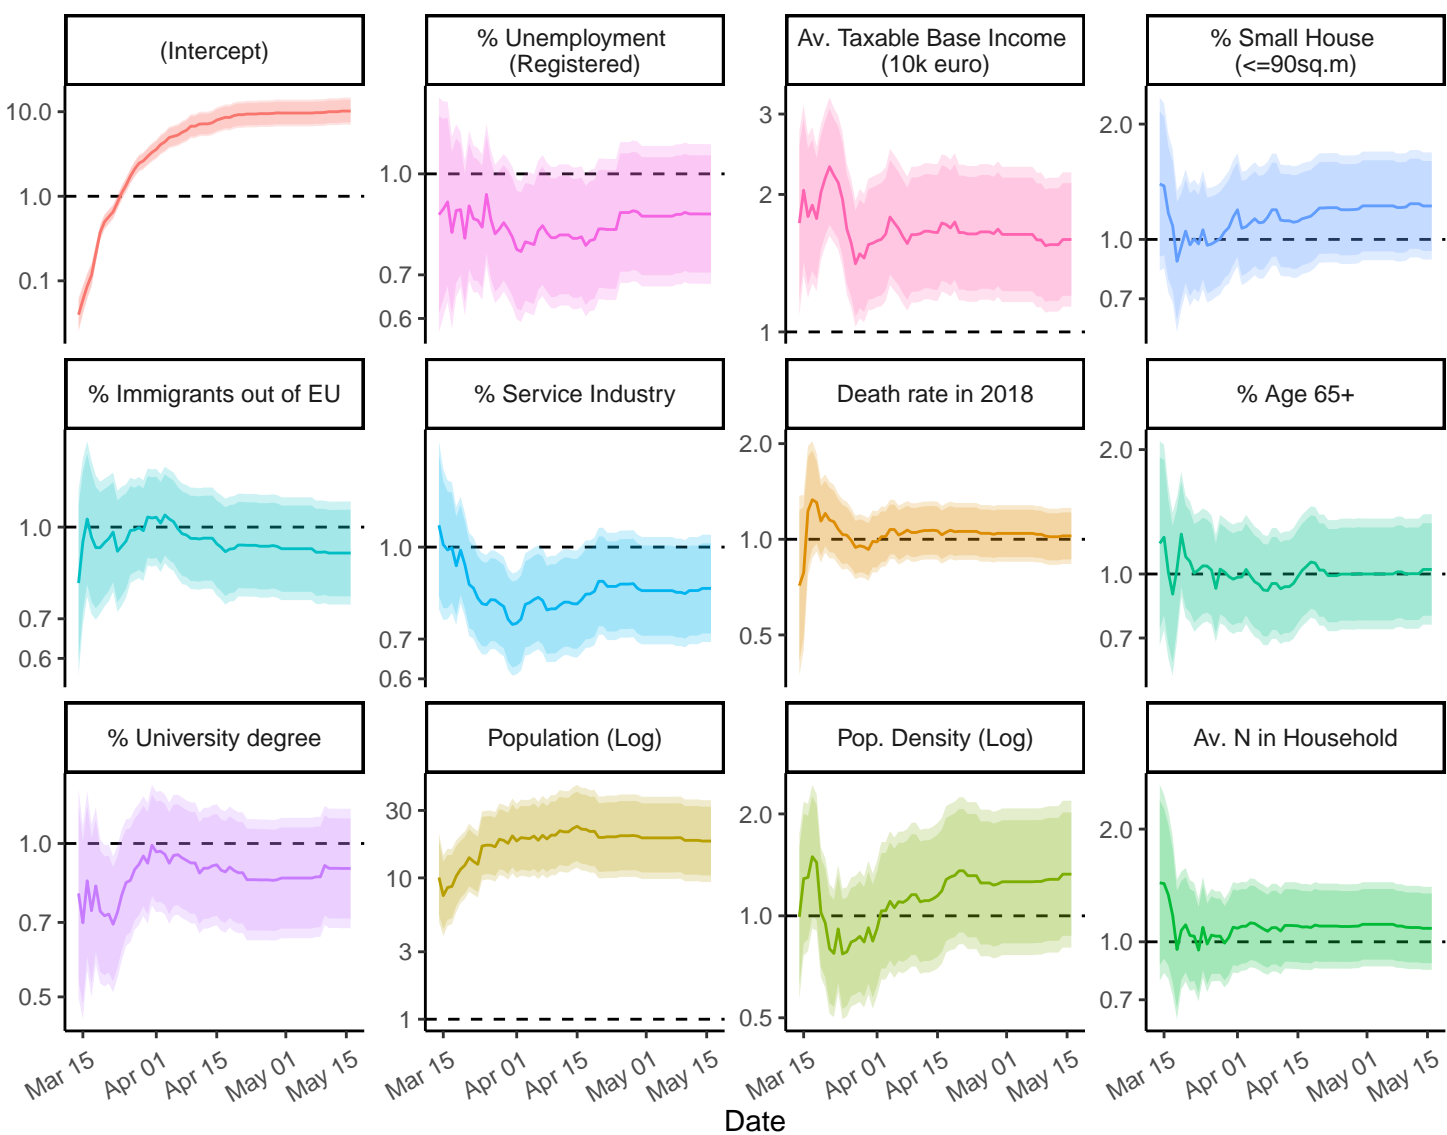 (Intercept)
% Unemployment
(Registered)
Av. Taxable Base Income
(10k euro)
% Small House
(<=90sq.m)
10.0
1.0
0.1
1.0
0.7
0.6
3
2
1
2.0
1.0
0.7
% Immigrants out of EU
% Service Industry
Death rate in 2018
% Age 65+
1.0
0.7
0.6
1.0
0.7
0.6
2.0
1.0
0.5
2.0
1.0
0.7
% University degree
Population (Log)
Pop. Density (Log)
Av. N in Household
1.0
0.7
0.5
30
10
3
1
2.0
1.0
0.5
2.0
1.0
0.7
Mar 15
Apr 01
Apr 15
May 01
May 15
Mar 15
Apr 01
Apr 15
May 01
May 15
Mar 15
Apr 01
Apr 15
May 01
May 15
Mar 15
Apr 01
Apr 15
May 01
May 15
Date